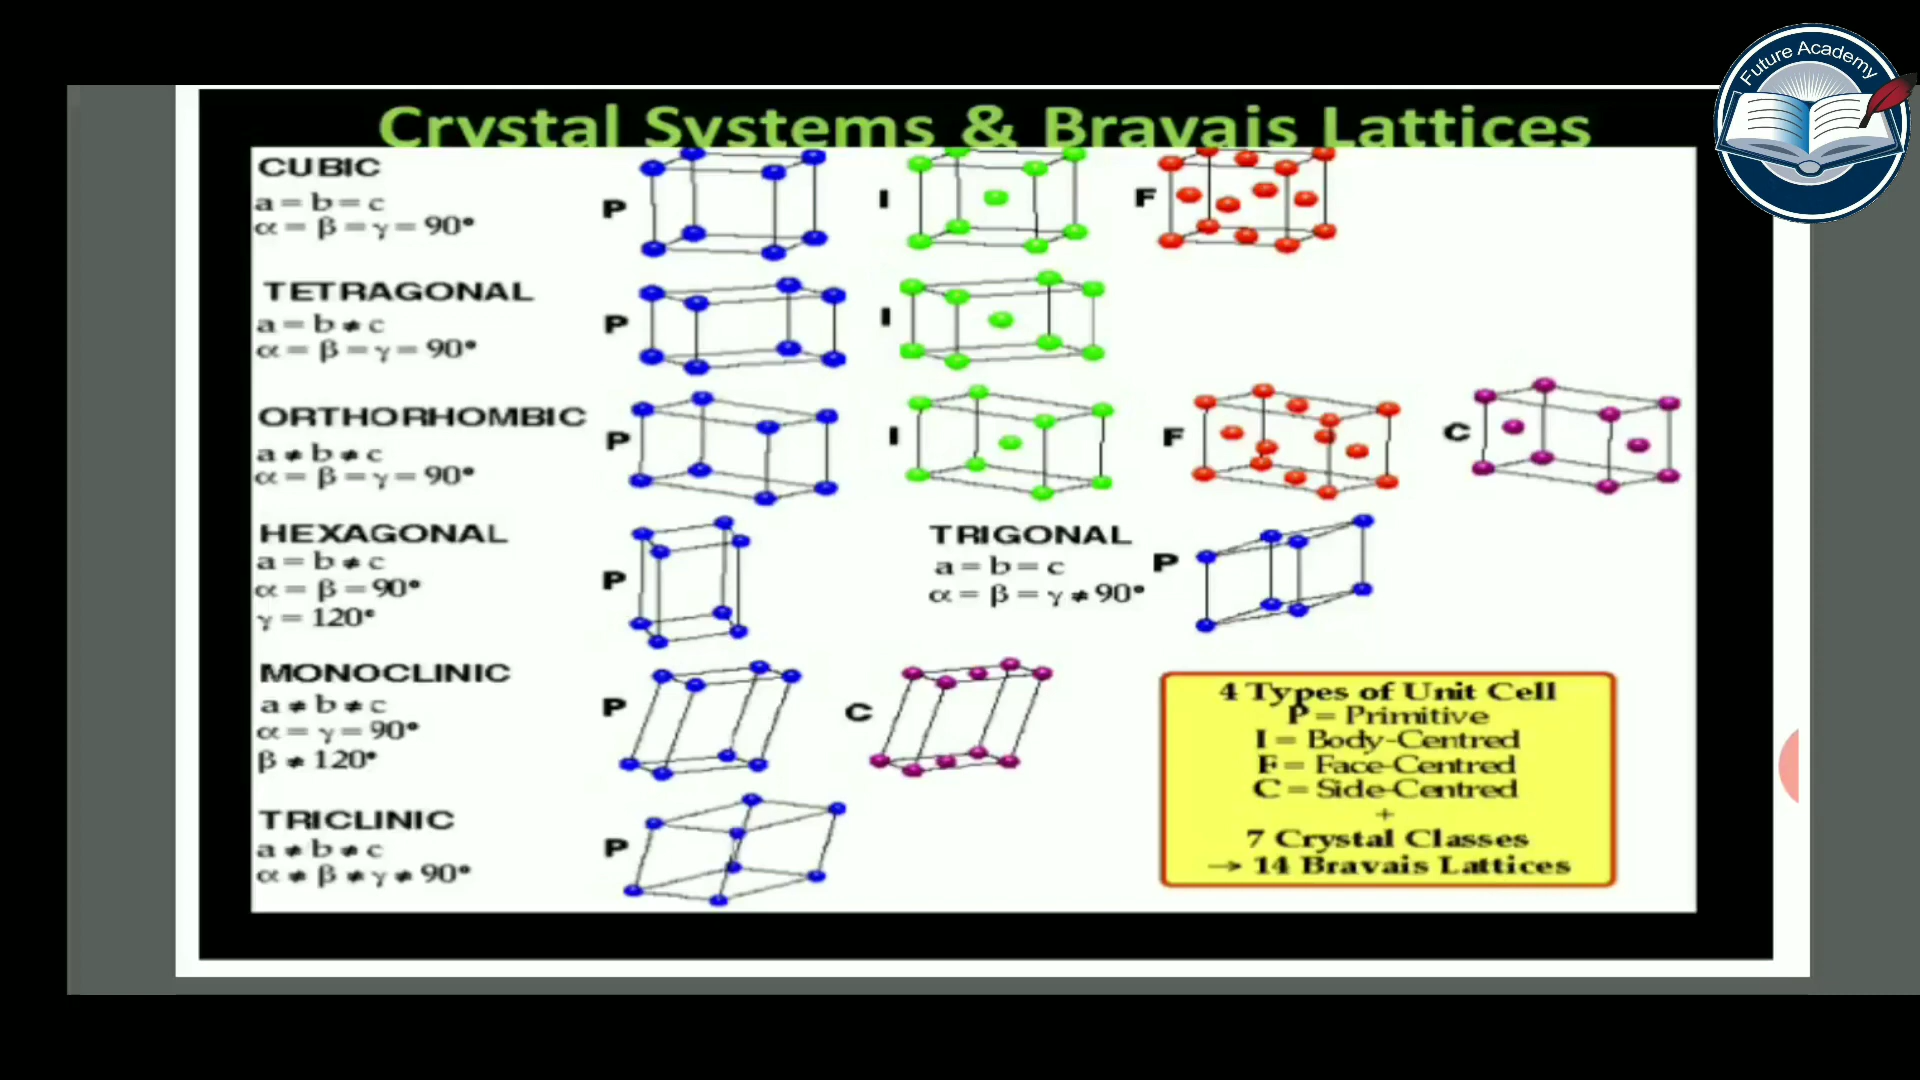 Future Academy
Crystal Systems & Bravais Lattices
CUBIC
a = b = c
α = β = γ = 90°
P
I
F
TETRAGONAL
a = b ≠ c
α = β = γ = 90°
P
I
ORTHORHOMBIC
a ≠ b ≠ c
α = β = γ = 90°
P
I
F
C
HEXAGONAL
a = b ≠ c
α = β = 90°
γ = 120°
P
TRIGONAL
a = b = c
α = β = γ ≠ 90°
P
MONOCLINIC
a ≠ b ≠ c
α = γ = 90°
β ≠ 120°
P
C
TRICLINIC
a ≠ b ≠ c
α ≠ β ≠ γ ≠ 90°
P
4 Types of Unit Cell
P = Primitive
I = Body-Centred
F = Face-Centred
C = Side-Centred
+
7 Crystal Classes
→ 14 Bravais Lattices